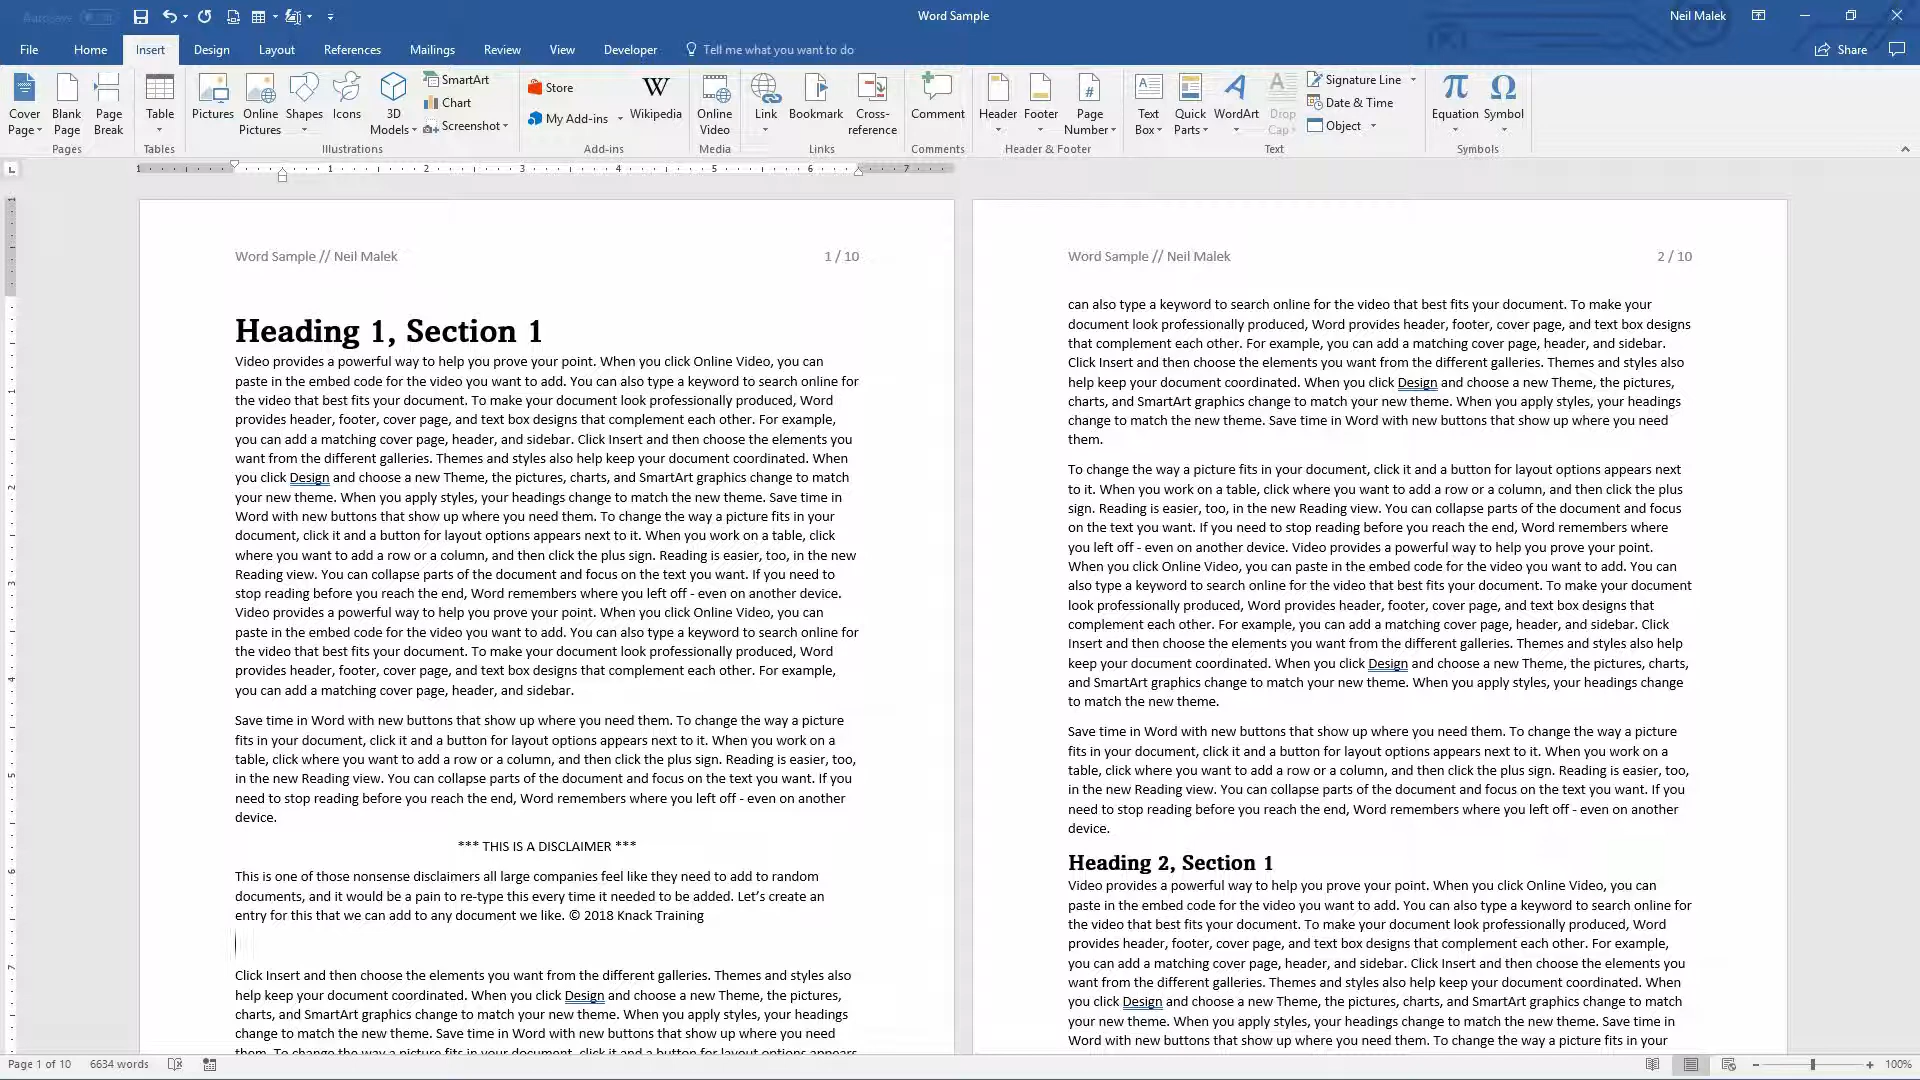 AutoSave
Word Sample
Neil Malek
File Home Insert Design Layout References Mailings Review View Developer Tell me what you want to do Share
Cover Page
Blank Page
Page Break
Pages
Table
Tables
Pictures
Online Pictures
Shapes
Icons
3D Models
SmartArt
Chart
Screenshot
Illustrations
Store
My Add-ins
Wikipedia
Add-ins
Online Video
Media
Link
Bookmark
Cross-reference
Links
Comment
Comments
Header
Footer
Page Number
Header & Footer
Text Box
Quick Parts
WordArt
Drop Cap
Signature Line
Date & Time
Object
Text
Equation
Symbol
Symbols
1 1 2 3 4 5 6 7
Word Sample // Neil Malek 1 / 10
Heading 1, Section 1
Video provides a powerful way to help you prove your point. When you click Online Video, you can
paste in the embed code for the video you want to add. You can also type a keyword to search online for
the video that best fits your document. To make your document look professionally produced, Word
provides header, footer, cover page, and text box designs that complement each other. For example,
you can add a matching cover page, header, and sidebar. Click Insert and then choose the elements you
want from the different galleries. Themes and styles also help keep your document coordinated. When
you click Design and choose a new Theme, the pictures, charts, and SmartArt graphics change to match
your new theme. When you apply styles, your headings change to match the new theme. Save time in
Word with new buttons that show up where you need them. To change the way a picture fits in your
document, click it and a button for layout options appears next to it. When you work on a table, click
where you want to add a row or a column, and then click the plus sign. Reading is easier, too, in the new
Reading view. You can collapse parts of the document and focus on the text you want. If you need to
stop reading before you reach the end, Word remembers where you left off - even on another device.
Video provides a powerful way to help you prove your point. When you click Online Video, you can
paste in the embed code for the video you want to add. You can also type a keyword to search online for
the video that best fits your document. To make your document look professionally produced, Word
provides header, footer, cover page, and text box designs that complement each other. For example,
you can add a matching cover page, header, and sidebar.
Save time in Word with new buttons that show up where you need them. To change the way a picture
fits in your document, click it and a button for layout options appears next to it. When you work on a
table, click where you want to add a row or a column, and then click the plus sign. Reading is easier, too,
in the new Reading view. You can collapse parts of the document and focus on the text you want. If you
need to stop reading before you reach the end, Word remembers where you left off - even on another
device.
*** THIS IS A DISCLAIMER ***
This is one of those nonsense disclaimers all large companies feel like they need to add to random
documents, and it would be a pain to re-type this every time it needed to be added. Let’s create an
entry for this that we can add to any document we like. © 2018 Knack Training
Click Insert and then choose the elements you want from the different galleries. Themes and styles also
help keep your document coordinated. When you click Design and choose a new Theme, the pictures,
charts, and SmartArt graphics change to match your new theme. When you apply styles, your headings
change to match the new theme. Save time in Word with new buttons that show up where you need
them. To change the way a picture fits in your document, click it and a button for layout options appears
Word Sample // Neil Malek 2 / 10
can also type a keyword to search online for the video that best fits your document. To make your
document look professionally produced, Word provides header, footer, cover page, and text box designs
that complement each other. For example, you can add a matching cover page, header, and sidebar.
Click Insert and then choose the elements you want from the different galleries. Themes and styles also
help keep your document coordinated. When you click Design and choose a new Theme, the pictures,
charts, and SmartArt graphics change to match your new theme. When you apply styles, your headings
change to match the new theme. Save time in Word with new buttons that show up where you need
them.
To change the way a picture fits in your document, click it and a button for layout options appears next
to it. When you work on a table, click where you want to add a row or a column, and then click the plus
sign. Reading is easier, too, in the new Reading view. You can collapse parts of the document and focus
on the text you want. If you need to stop reading before you reach the end, Word remembers where
you left off - even on another device. Video provides a powerful way to help you prove your point.
When you click Online Video, you can paste in the embed code for the video you want to add. You can
also type a keyword to search online for the video that best fits your document. To make your document
look professionally produced, Word provides header, footer, cover page, and text box designs that
complement each other. For example, you can add a matching cover page, header, and sidebar. Click
Insert and then choose the elements you want from the different galleries. Themes and styles also help
keep your document coordinated. When you click Design and choose a new Theme, the pictures, charts,
and SmartArt graphics change to match your new theme. When you apply styles, your headings change
to match the new theme.
Save time in Word with new buttons that show up where you need them. To change the way a picture
fits in your document, click it and a button for layout options appears next to it. When you work on a
table, click where you want to add a row or a column, and then click the plus sign. Reading is easier, too,
in the new Reading view. You can collapse parts of the document and focus on the text you want. If you
need to stop reading before you reach the end, Word remembers where you left off - even on another
device.
Heading 2, Section 1
Video provides a powerful way to help you prove your point. When you click Online Video, you can
paste in the embed code for the video you want to add. You can also type a keyword to search online for
the video that best fits your document. To make your document look professionally produced, Word
provides header, footer, cover page, and text box designs that complement each other. For example,
you can add a matching cover page, header, and sidebar. Click Insert and then choose the elements you
want from the different galleries. Themes and styles also help keep your document coordinated. When
you click Design and choose a new Theme, the pictures, charts, and SmartArt graphics change to match
your new theme. When you apply styles, your headings change to match the new theme. Save time in
Word with new buttons that show up where you need them. To change the way a picture fits in your
Page 1 of 10 6634 words 100%